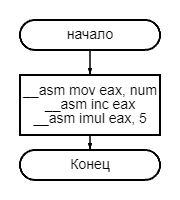 начало
__asm mov eax, num
__asm inc eax
__asm imul eax, 5
Конец